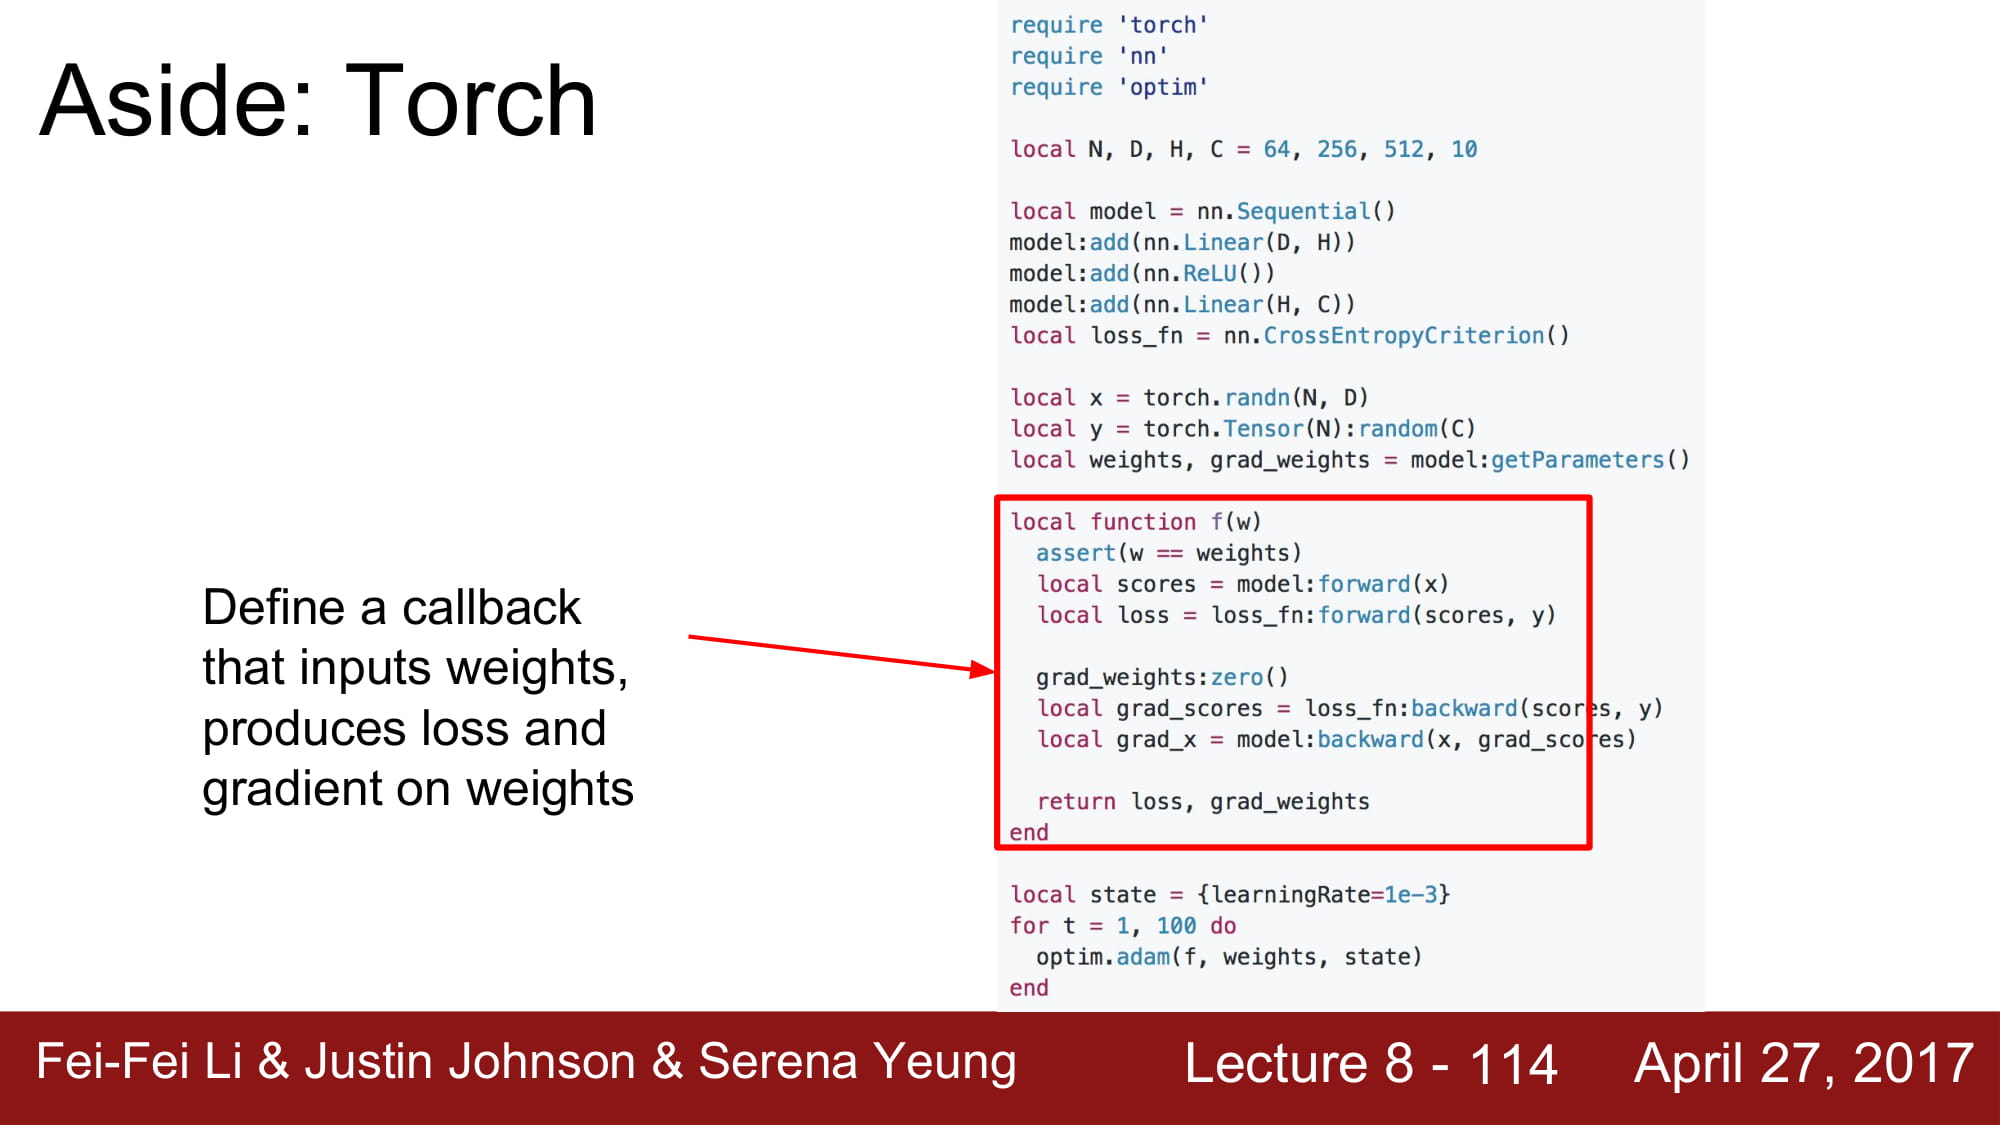 Aside: Torch
require 'torch'
require 'nn'
require 'optim'
local N, D, H, C = 64, 256, 512, 10
local model = nn.Sequential()
model:add(nn.Linear(D, H))
model:add(nn.ReLU())
model:add(nn.Linear(H, C))
local loss_fn = nn.CrossEntropyCriterion()
local x = torch.randn(N, D)
local y = torch.Tensor(N):random(C)
local weights, grad_weights = model:getParameters()
local function f(w)
  assert(w == weights)
  local scores = model:forward(x)
  local loss = loss_fn:forward(scores, y)
  grad_weights:zero()
  local grad_scores = loss_fn:backward(scores, y)
  local grad_x = model:backward(x, grad_scores)
  return loss, grad_weights
end
local state = {learningRate=1e-3}
for t = 1, 100 do
  optim.adam(f, weights, state)
end
Define a callback
that inputs weights,
produces loss and
gradient on weights
Fei-Fei Li & Justin Johnson & Serena Yeung
Lecture 8 - 114
April 27, 2017